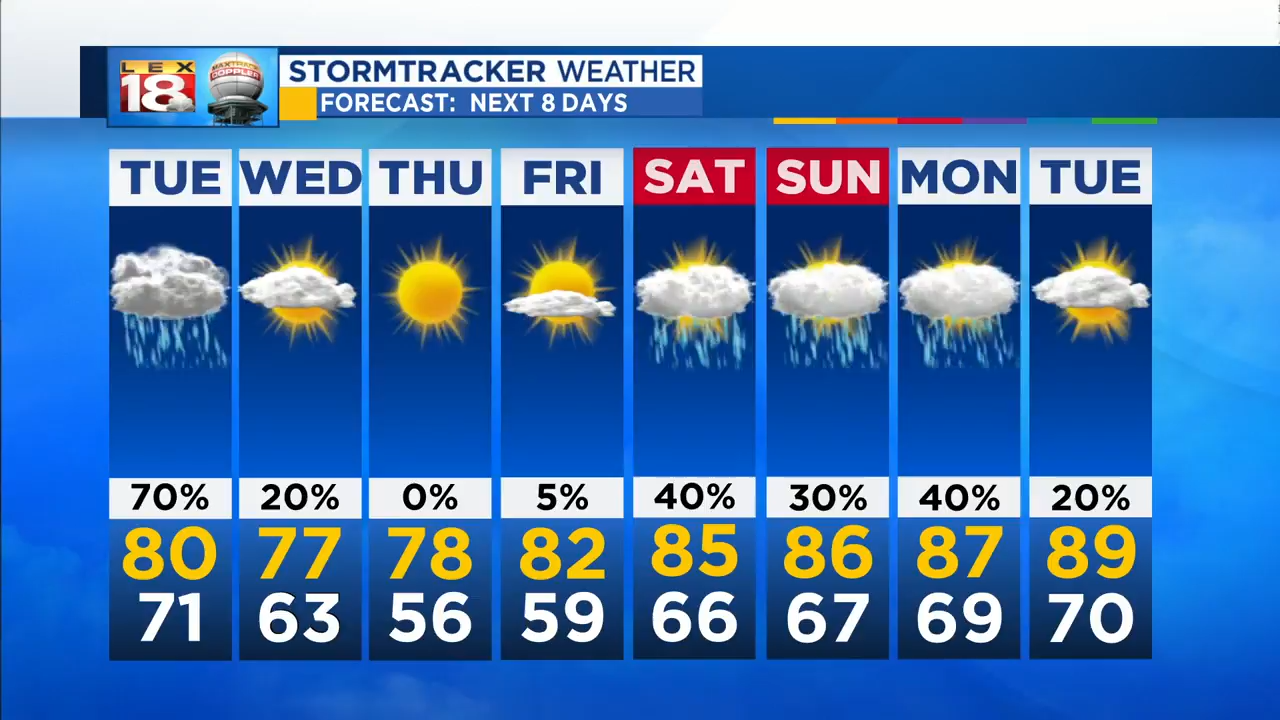 LEX
18
MAXTRACK
DOPPLER
STORMTRACKER WEATHER
FORECAST: NEXT 8 DAYS
TUE WED THU FRI SAT SUN MON TUE
70% 20% 0% 5% 40% 30% 40% 20%
80 77 78 82 85 86 87 89
71 63 56 59 66 67 69 70